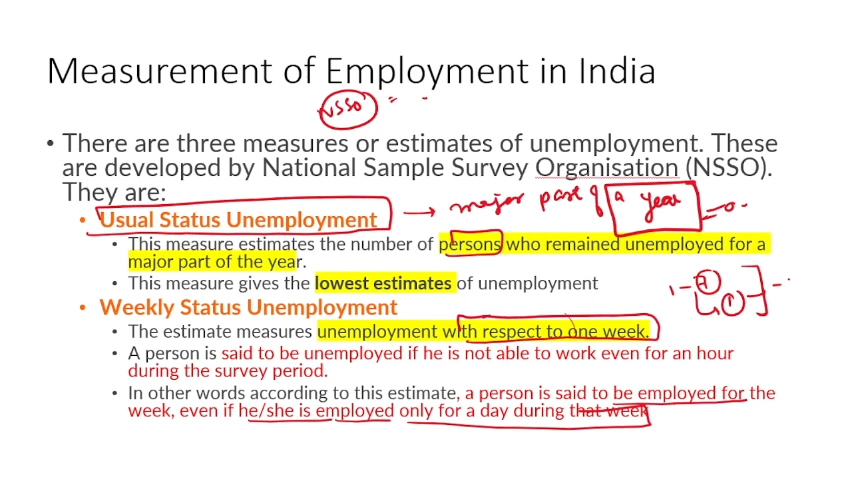 Measurement of Employment in India
NSSO =
• There are three measures or estimates of unemployment. These
are developed by National Sample Survey Organisation (NSSO).
They are:
• Usual Status Unemployment → major part of a year
• This measure estimates the number of persons who remained unemployed for a
major part of the year.
• This measure gives the lowest estimates of unemployment
• Weekly Status Unemployment
• The estimate measures unemployment with respect to one week.
• A person is said to be unemployed if he is not able to work even for an hour
during the survey period.
• In other words according to this estimate, a person is said to be employed for the
week, even if he/she is employed only for a day during that week